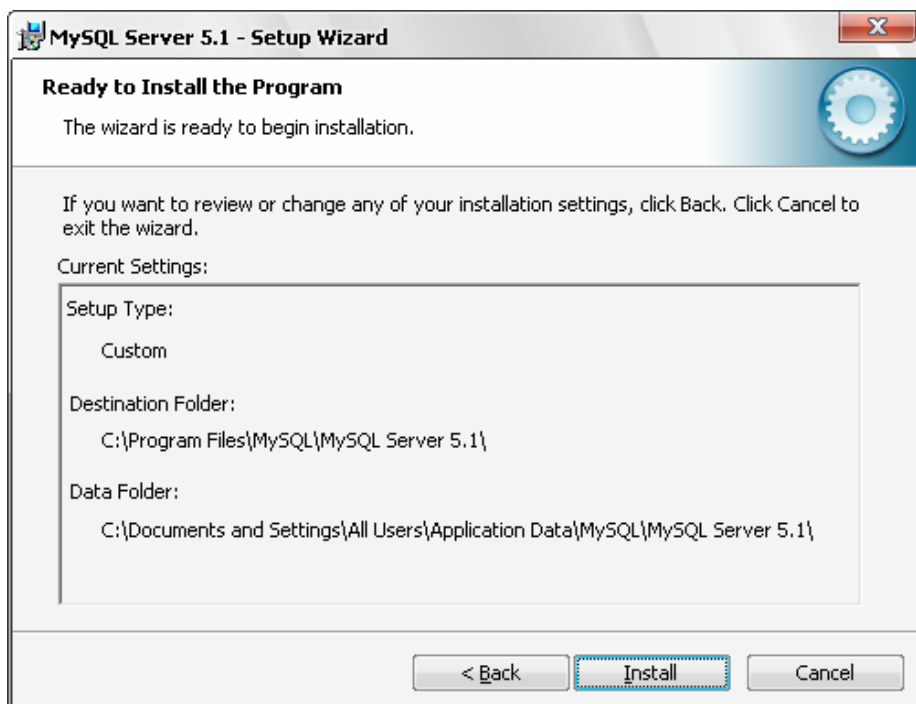 MySQL Server 5.1 - Setup Wizard
X
Ready to Install the Program
The wizard is ready to begin installation.
If you want to review or change any of your installation settings, click Back. Click Cancel to
exit the wizard.
Current Settings:
Setup Type:
Custom
Destination Folder:
C:\Program Files\MySQL\MySQL Server 5.1\
Data Folder:
C:\Documents and Settings\All Users\Application Data\MySQL\MySQL Server 5.1\
< Back Install Cancel